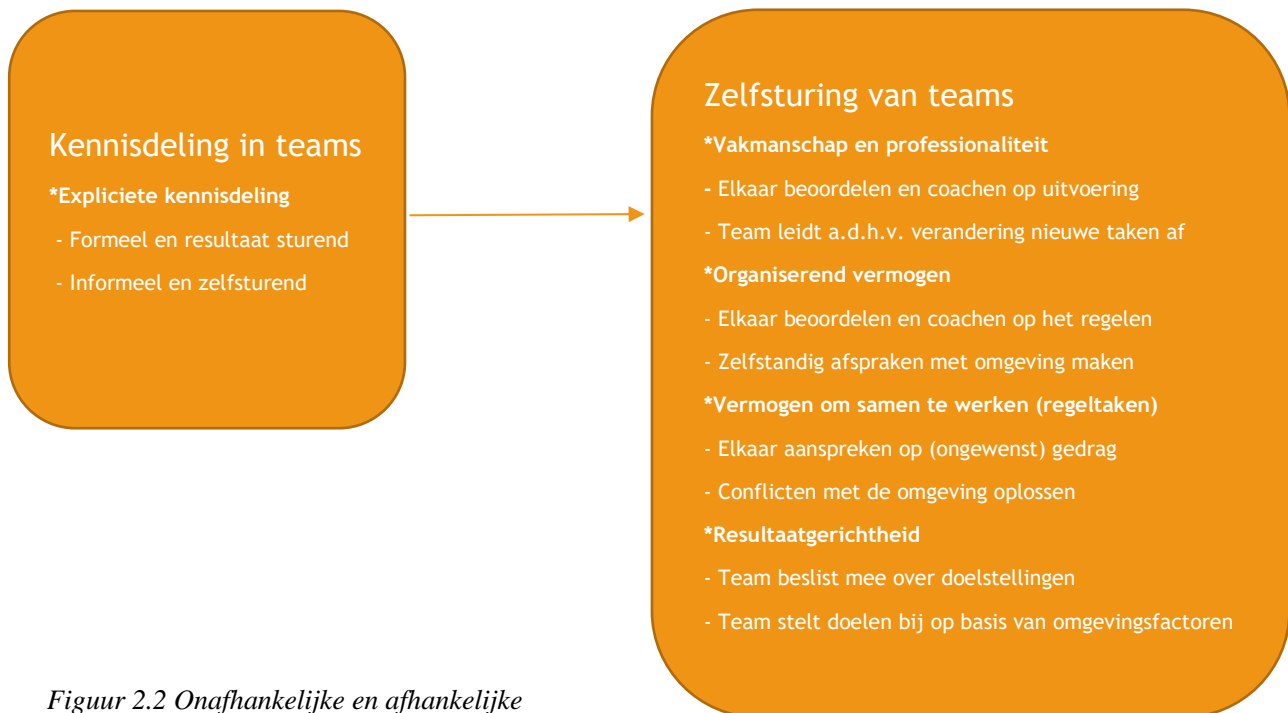 Kennisdeling in teams
*Expliciete kennisdeling
- Formeel en resultaat sturend
- Informeel en zelfsturend
Zelfsturing van teams
*Vakmanschap en professionaliteit
- Elkaar beoordelen en coachen op uitvoering
- Team leidt a.d.h.v. verandering nieuwe taken af
*Organiserend vermogen
- Elkaar beoordelen en coachen op het regelen
- Zelfstandig afspraken met omgeving maken
*Vermogen om samen te werken (regeltaken)
- Elkaar aanspreken op (ongewenst) gedrag
- Conflicten met de omgeving oplossen
*Resultaatgerichtheid
- Team beslist mee over doelstellingen
- Team stelt doelen bij op basis van omgevingsfactoren
Figuur 2.2 Onafhankelijke en afhankelijke